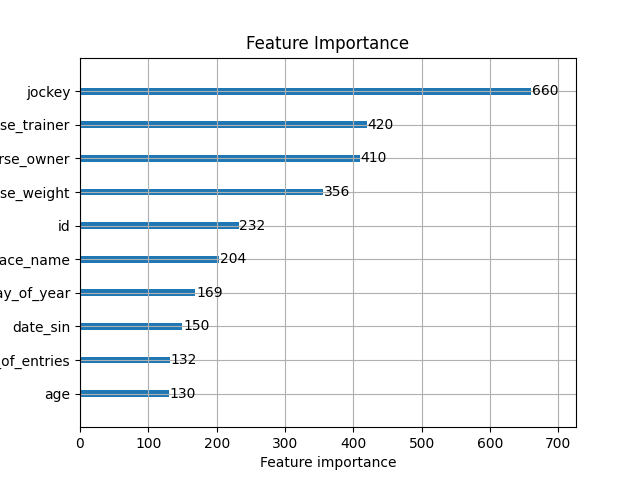 Feature Importance
jockey 660
se_trainer 420
rse_owner 410
se_weight 356
id 232
ace_name 204
ay_of_year 169
date_sin 150
_of_entries 132
age 130
0 100 200 300 400 500 600 700
Feature importance